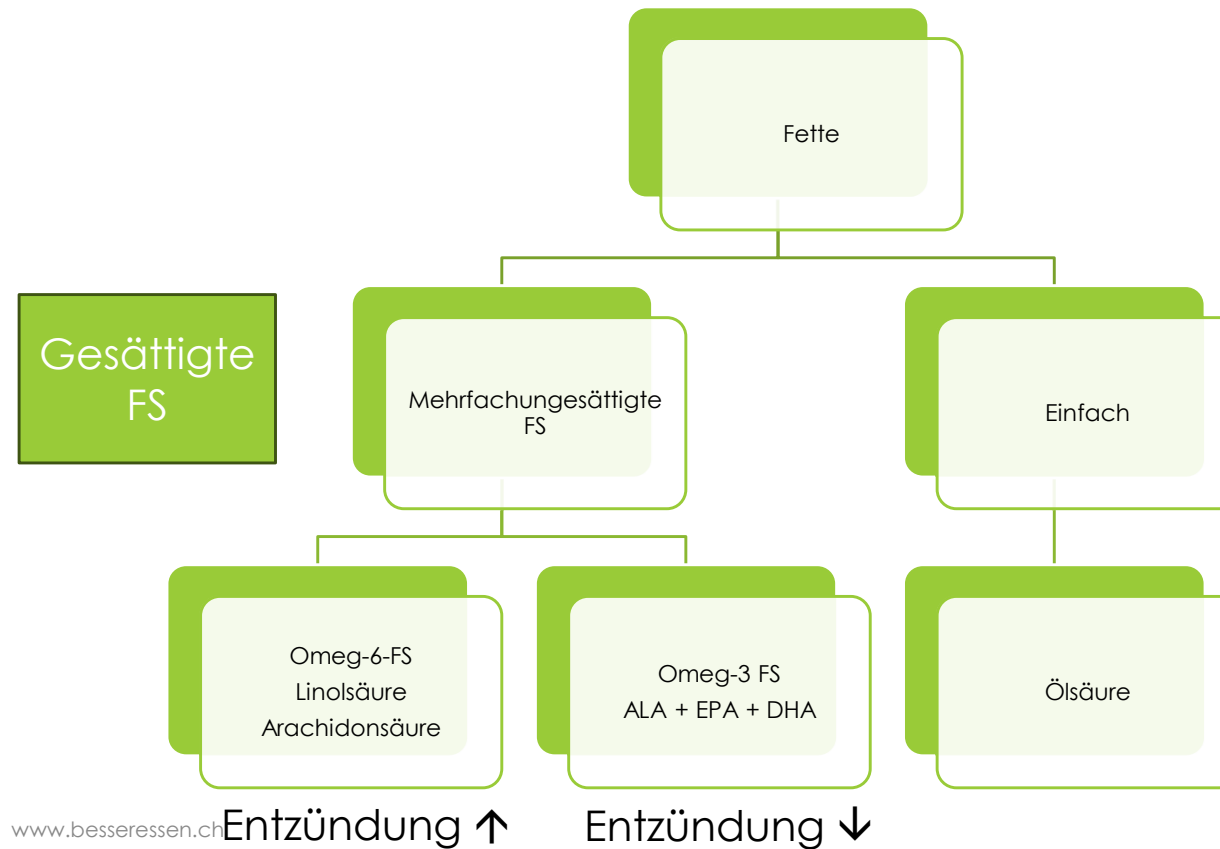 Fette
Gesättigte
FS
Mehrfachungesättigte
FS
Einfach
Omeg-6-FS
Linolsäure
Arachidonsäure
Omeg-3 FS
ALA + EPA + DHA
Ölsäure
www.besseressen.ch
Entzündung ↑
Entzündung ↓